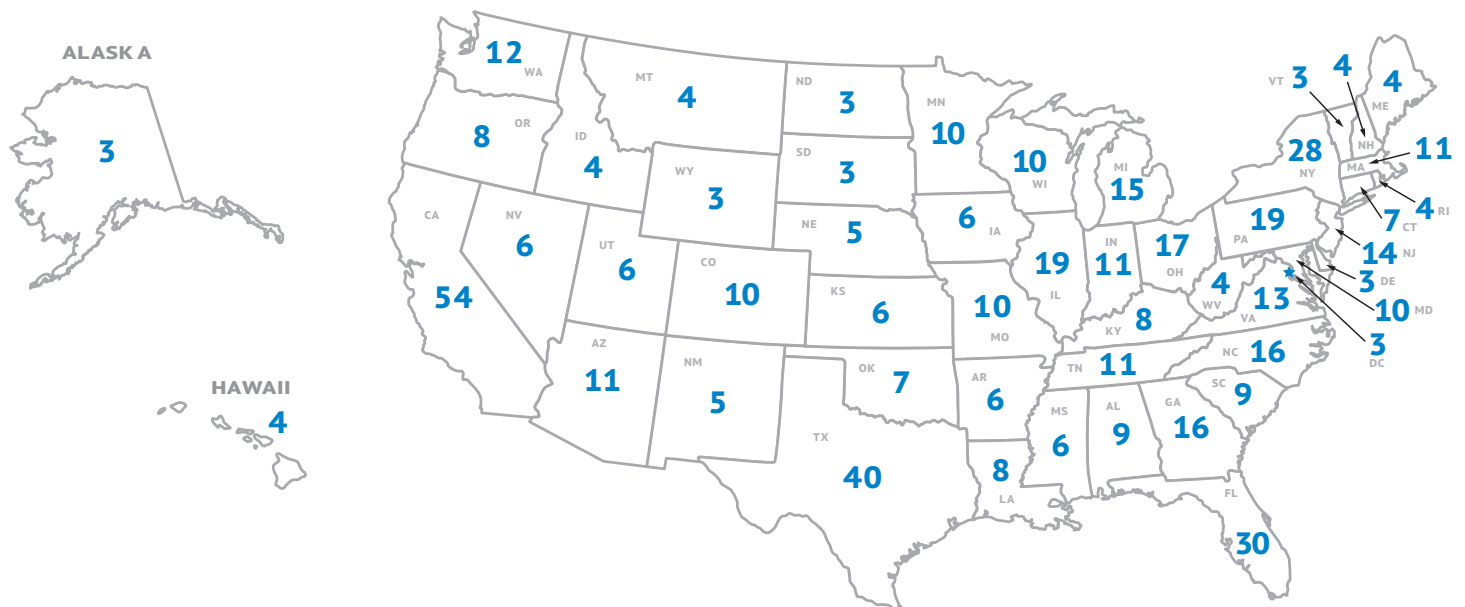 ALASKA
3
HAWAII
4
12
WA
8
OR
CA
54
NV
6
ID
4
MT
4
WY
3
UT
6
CO
10
AZ
11
NM
5
ND
3
SD
3
NE
5
KS
6
OK
7
TX
40
MN
10
6
IA
10
MO
AR
6
8
LA
10
WI
19
IL
MI
15
IN
11
17
OH
KY
8
TN
11
MS
6
AL
9
GA
16
FL
30
SC
9
NC
16
13
VA
4
WV
19
PA
28
NY
VT
3
4
NH
4
ME
11
MA
4
RI
7
CT
14
NJ
3
DE
10
MD
3
DC